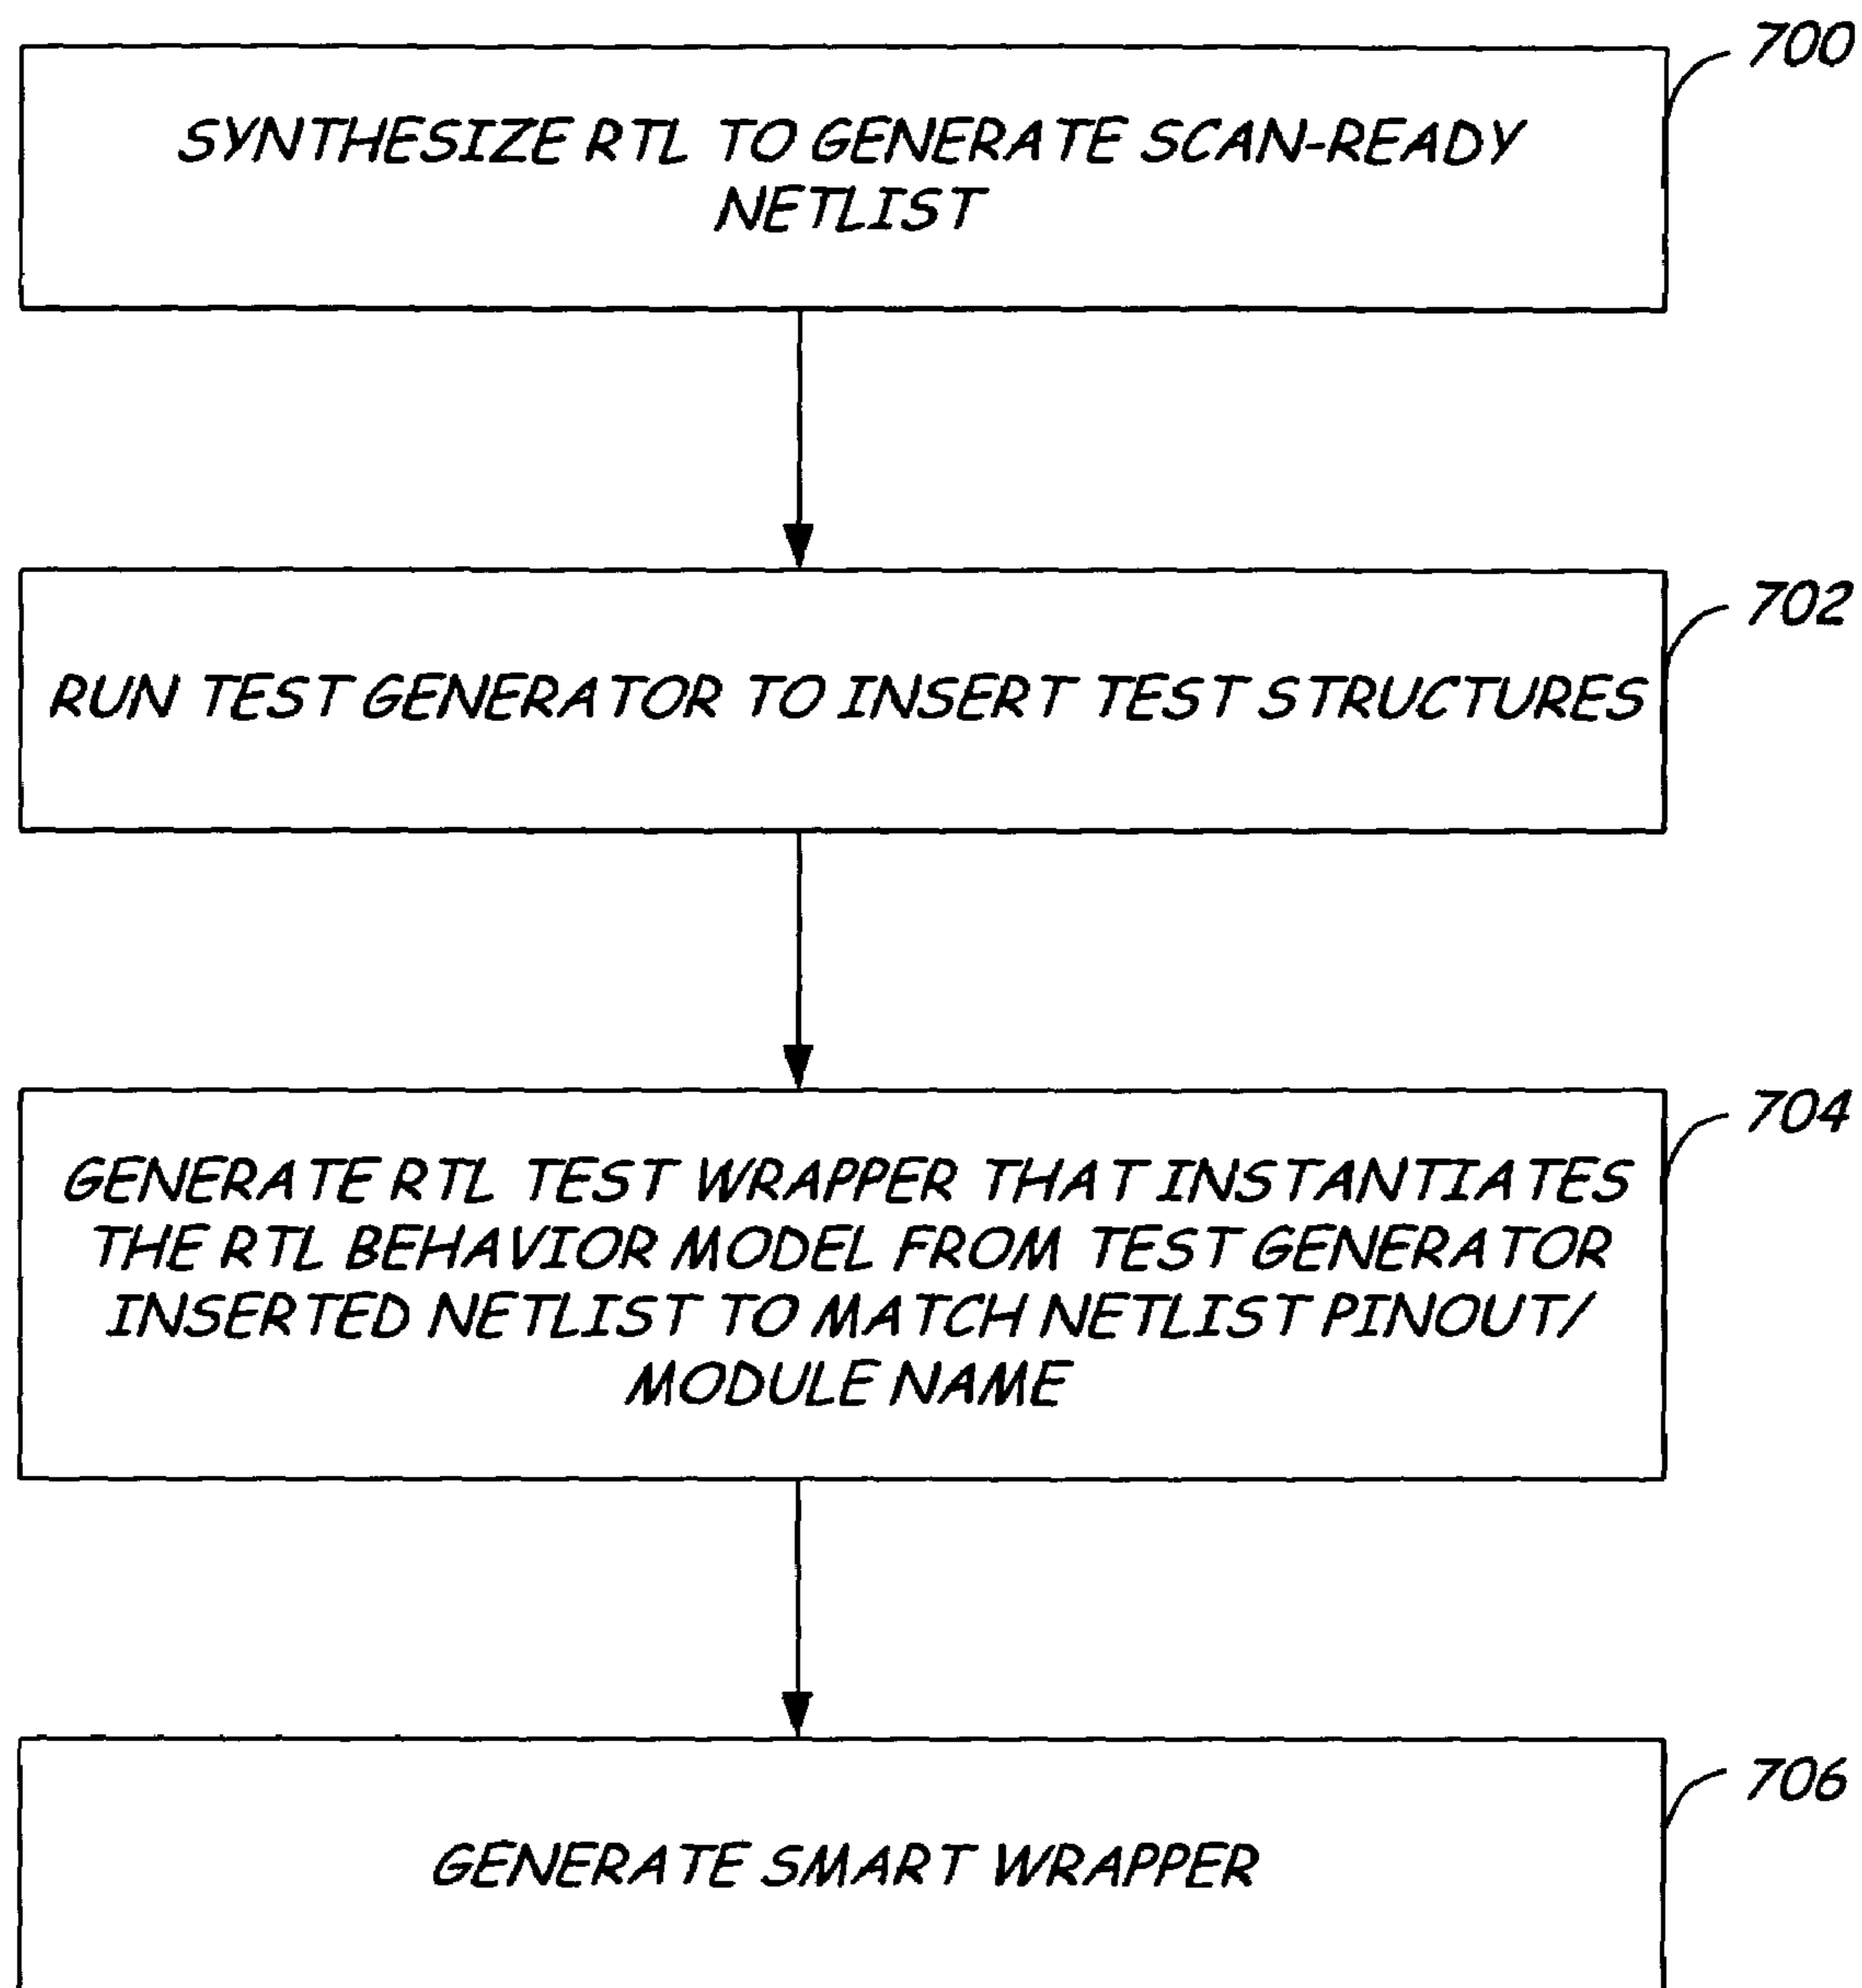 700
SYNTHESIZE RTL TO GENERATE SCAN-READY
NETLIST
702
RUN TEST GENERATOR TO INSERT TEST STRUCTURES
704
GENERATE RTL TEST WRAPPER THAT INSTANTIATES
THE RTL BEHAVIOR MODEL FROM TEST GENERATOR
INSERTED NETLIST TO MATCH NETLIST PINOUT/
MODULE NAME
706
GENERATE SMART WRAPPER